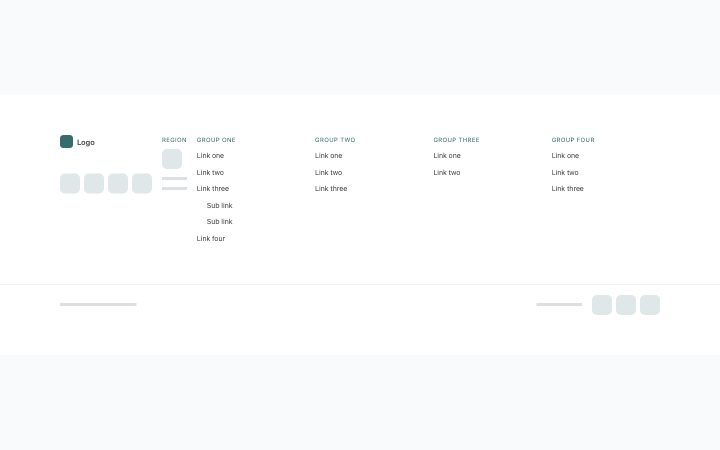 Logo
REGION
GROUP ONE
Link one
Link two
Link three
Sub link
Sub link
Link four
GROUP TWO
Link one
Link two
Link three
GROUP THREE
Link one
Link two
GROUP FOUR
Link one
Link two
Link three